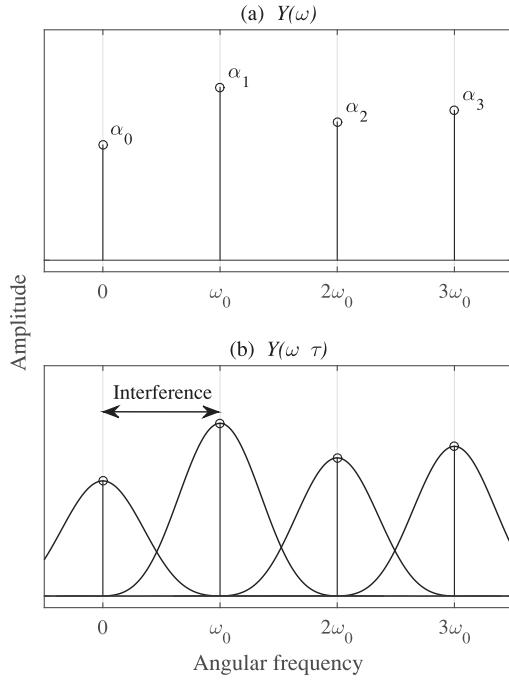 (a) Y(ω)
α0
α1
α2
α3
0 ω0 2ω0 3ω0
Amplitude
(b) Y(ω τ)
Interference
0 ω0 2ω0 3ω0
Angular frequency